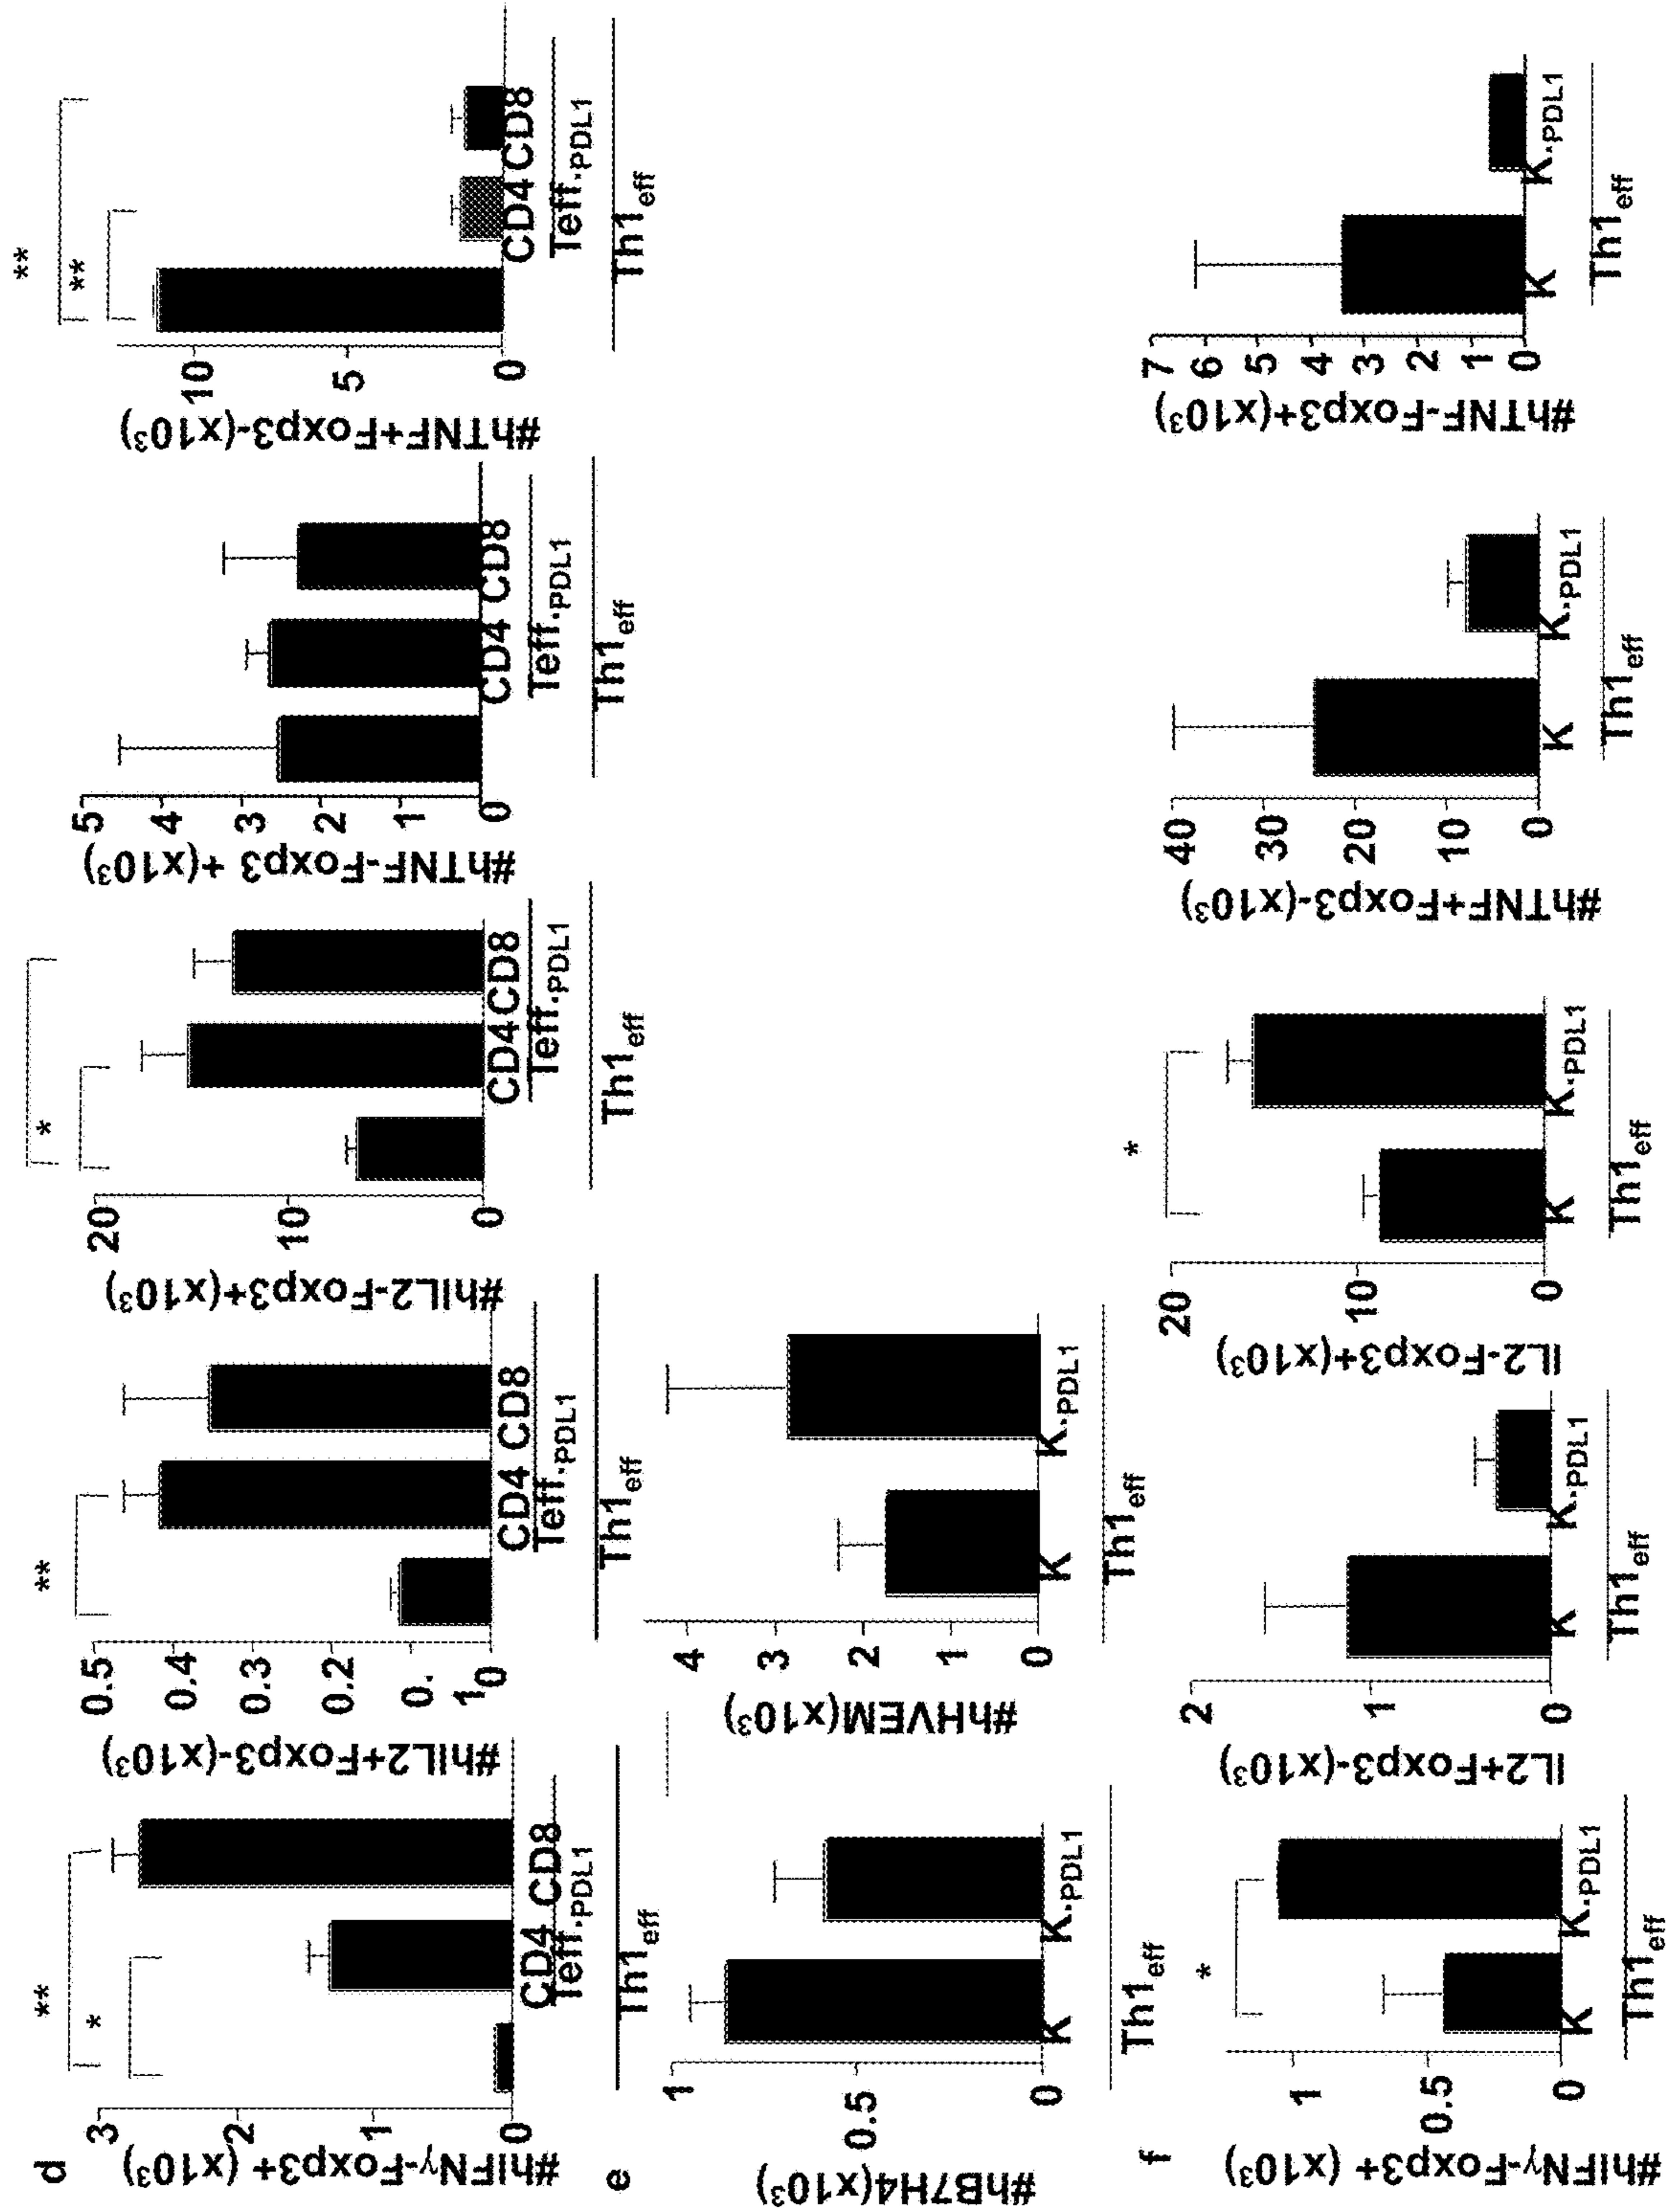 d
#hIFNγ-Foxp3+ (x10³)
3
2
1
0
**
*
CD4 CD8
Teff.PDL1
Th1eff
#hIL2+Foxp3-(x10³)
0.5
0.4
0.3
0.2
0.
1
0
**
CD4 CD8
Teff.PDL1
Th1eff
#hIL2-Foxp3+(x10³)
20
10
0
*
CD4 CD8
Teff.PDL1
Th1eff
#hTNF-Foxp3 +(x10³)
5
4
3
2
1
0
CD4 CD8
Teff.PDL1
Th1eff
#hTNF+Foxp3-(x10³)
10
5
0
**
**
CD4 CD8
Teff.PDL1
Th1eff
e
#hB7H4(x10³)
1
0.5
0
K K.PDL1
Th1eff
#hHVEM(x10³)
4
3
2
1
0
K K.PDL1
Th1eff
f
#hIFNγ-Foxp3+ (x10³)
1
0.5
0
*
K K.PDL1
Th1eff
IL2+Foxp3-(x10³)
2
1
0
K K.PDL1
Th1eff
IL2-Foxp3+(x10³)
20
10
0
*
K K.PDL1
Th1eff
#hTNF+Foxp3-(x10³)
40
30
20
10
0
K K.PDL1
Th1eff
#hTNF-Foxp3+(x10³)
7
6
5
4
3
2
1
0
K K.PDL1
Th1eff